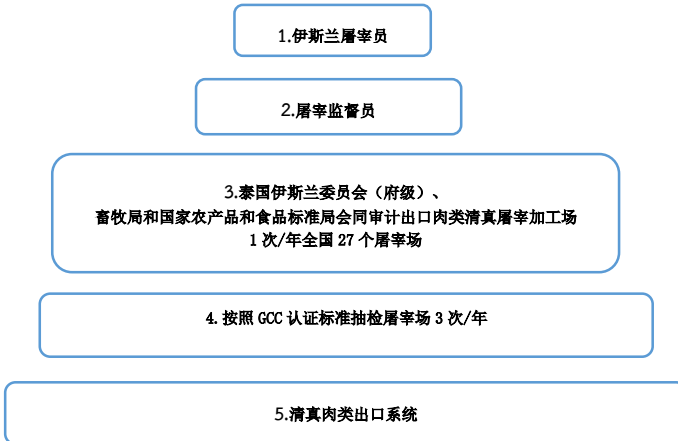 1.伊斯兰屠宰员
2.屠宰监督员
3.泰国伊斯兰委员会（府级）、
畜牧局和国家农产品和食品标准局会同审计出口肉类清真屠宰加工场
1 次/年全国 27 个屠宰场
4.按照 GCC 认证标准抽检屠宰场 3 次/年
5.清真肉类出口系统